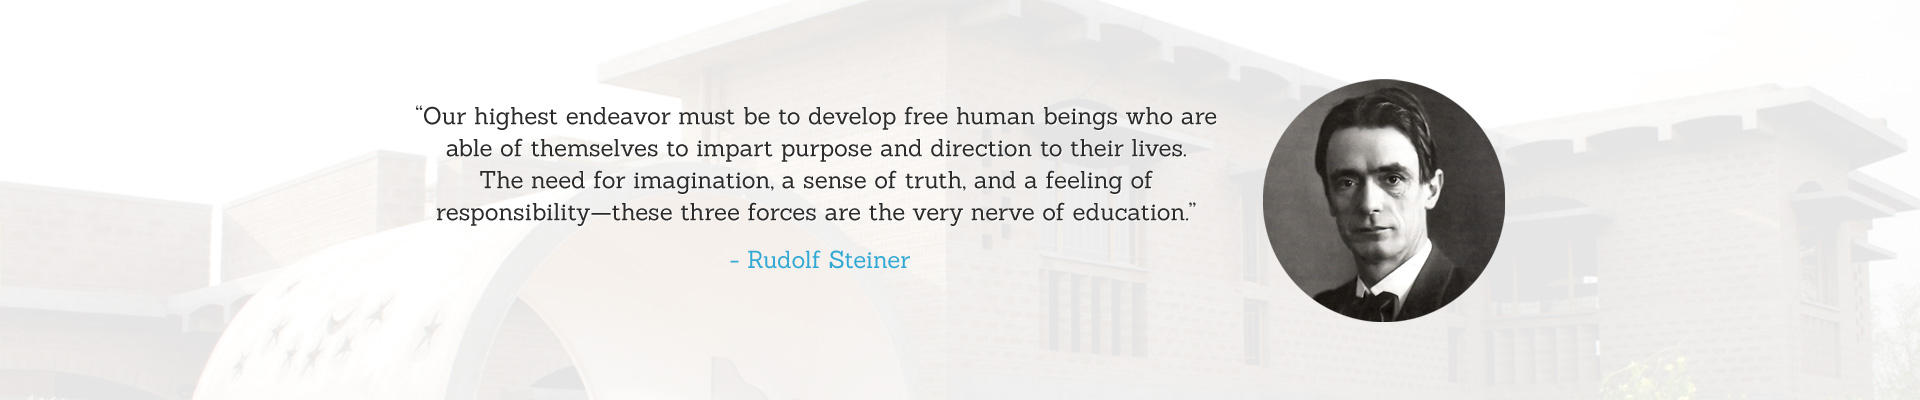 “Our highest endeavor must be to develop free human beings who are
able of themselves to impart purpose and direction to their lives.
The need for imagination, a sense of truth, and a feeling of
responsibility—these three forces are the very nerve of education.”
- Rudolf Steiner